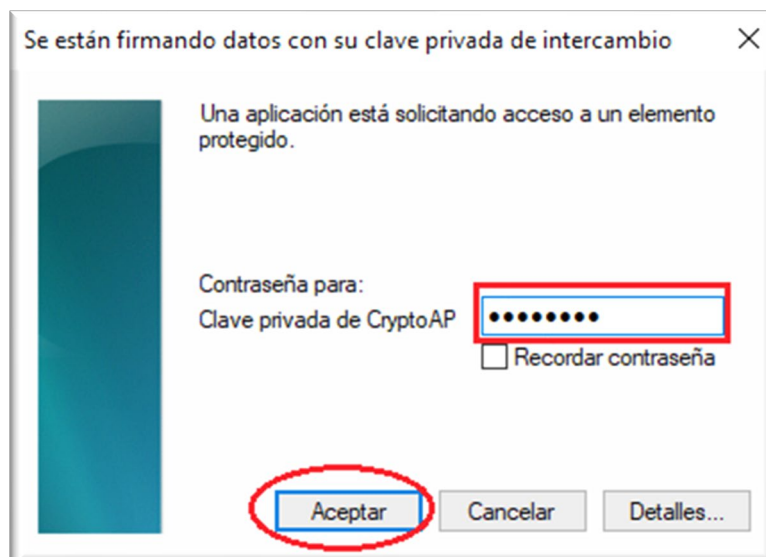 Se están firmando datos con su clave privada de intercambio
Una aplicación está solicitando acceso a un elemento
protegido.
Contraseña para:
Clave privada de CryptoAP
Recordar contraseña
Aceptar
Cancelar
Detalles...